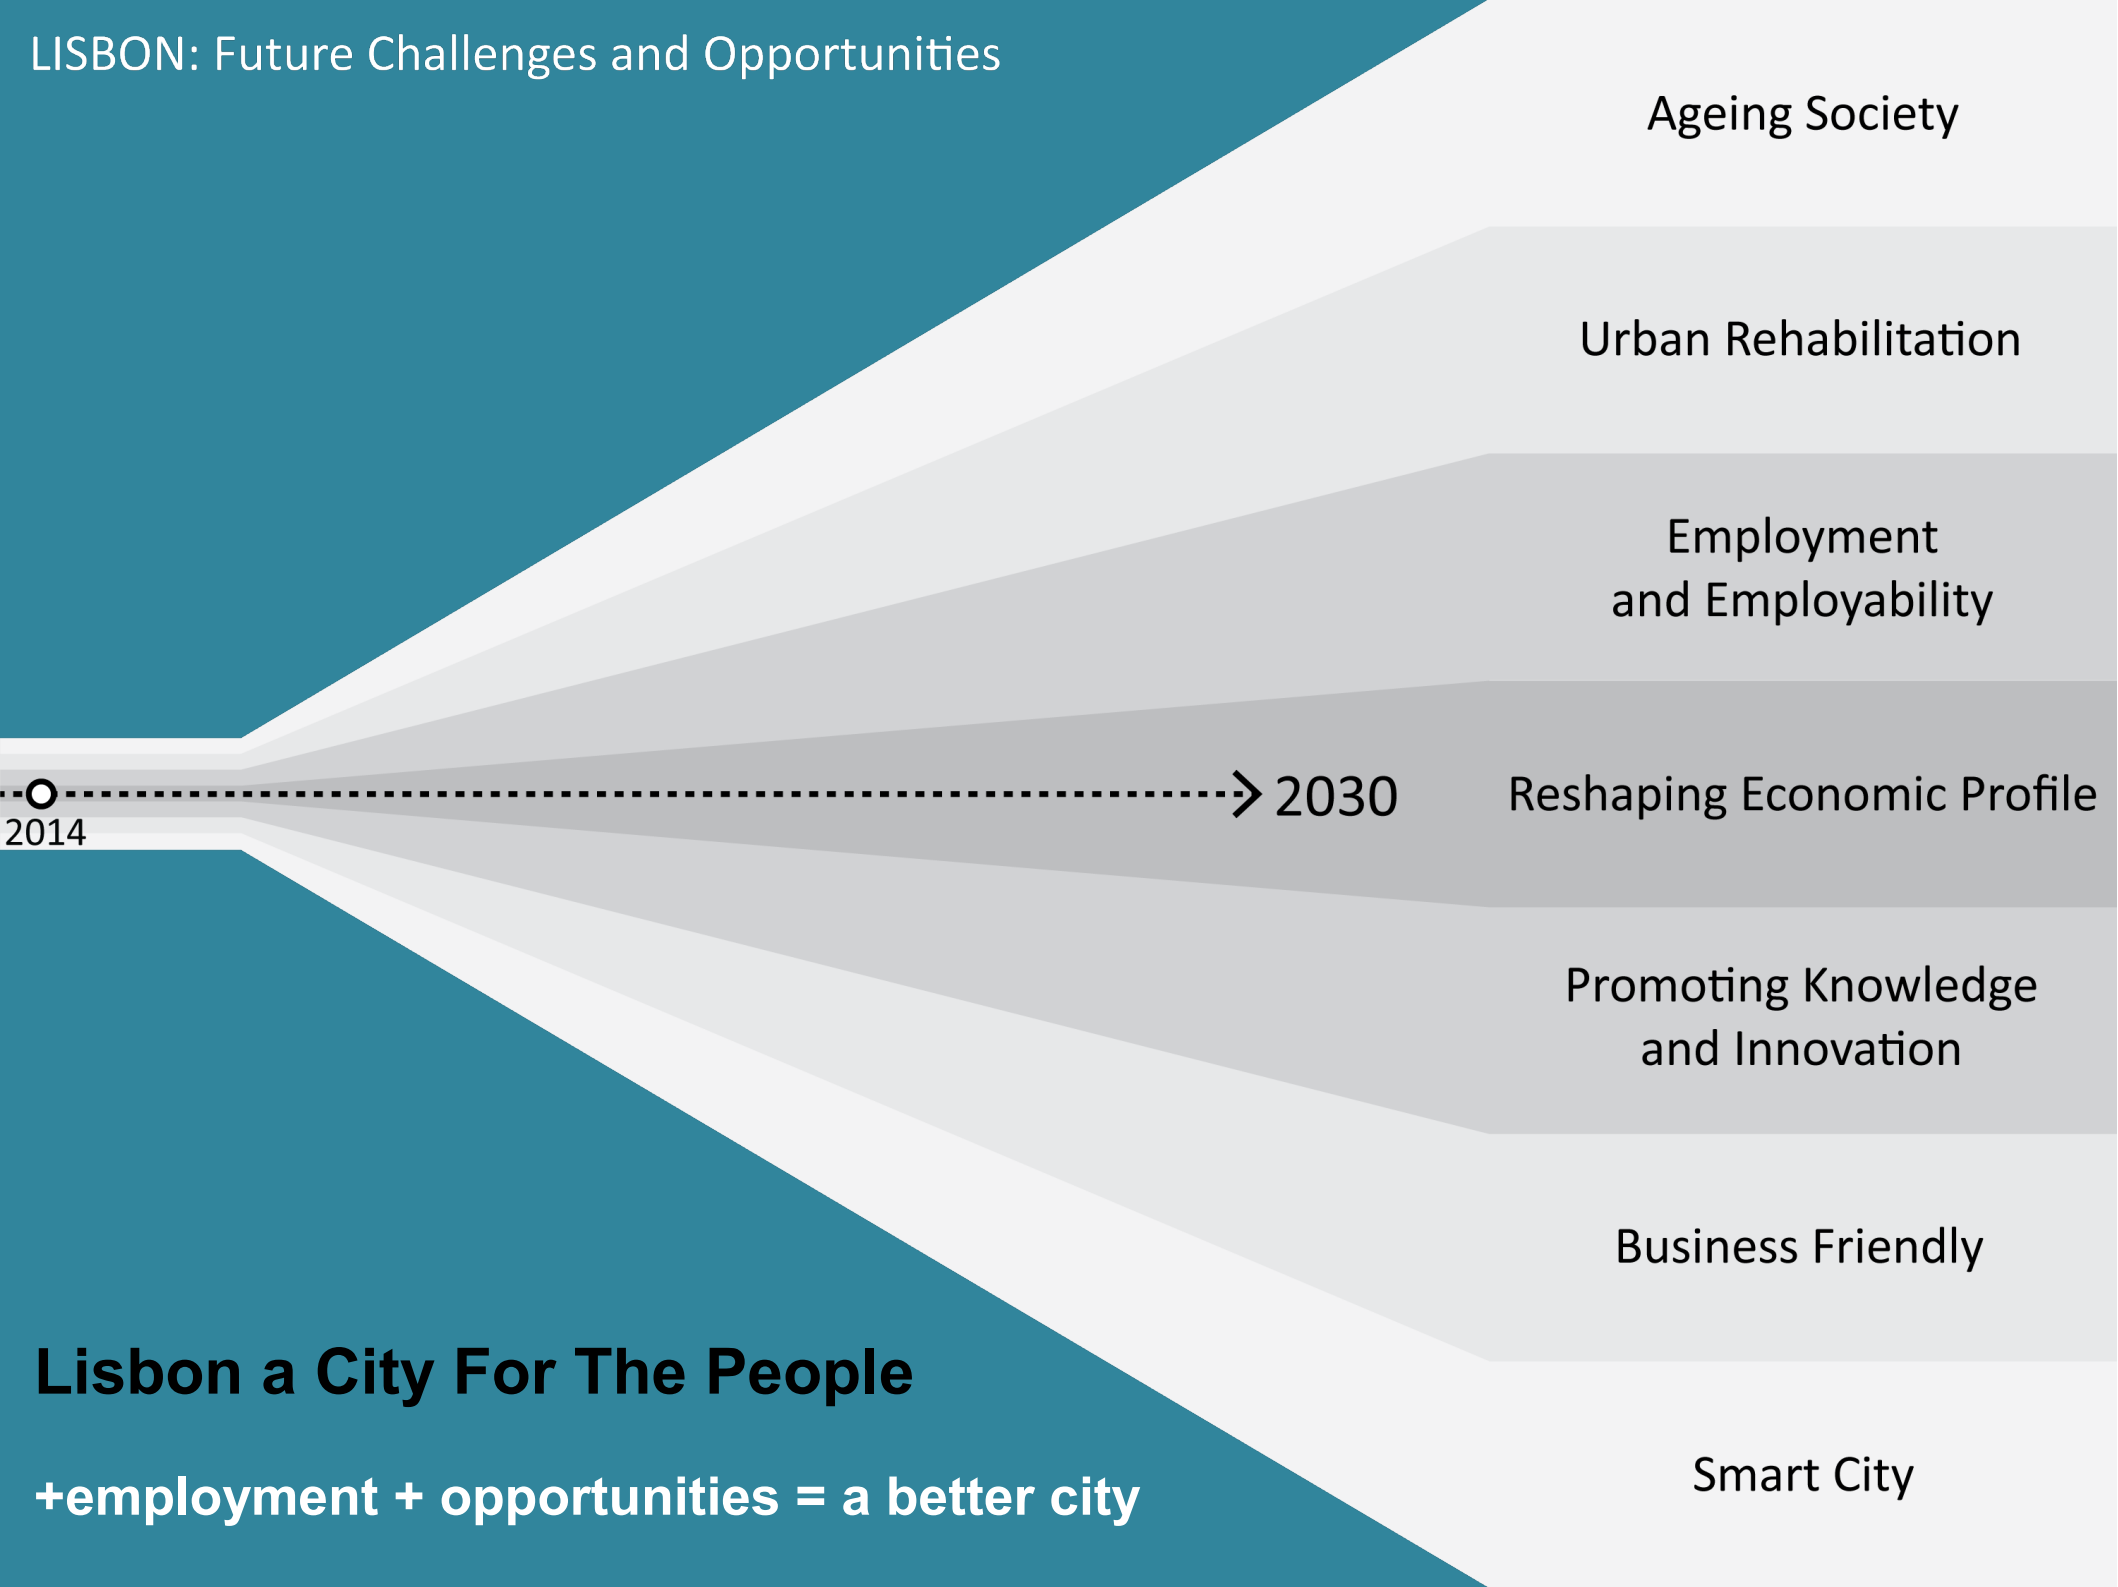 LISBON: Future Challenges and Opportunities
Ageing Society
Urban Rehabilitation
Employment
and Employability
2014
2030
Reshaping Economic Profile
Promoting Knowledge
and Innovation
Business Friendly
Lisbon a City For The People
Smart City
+employment + opportunities = a better city